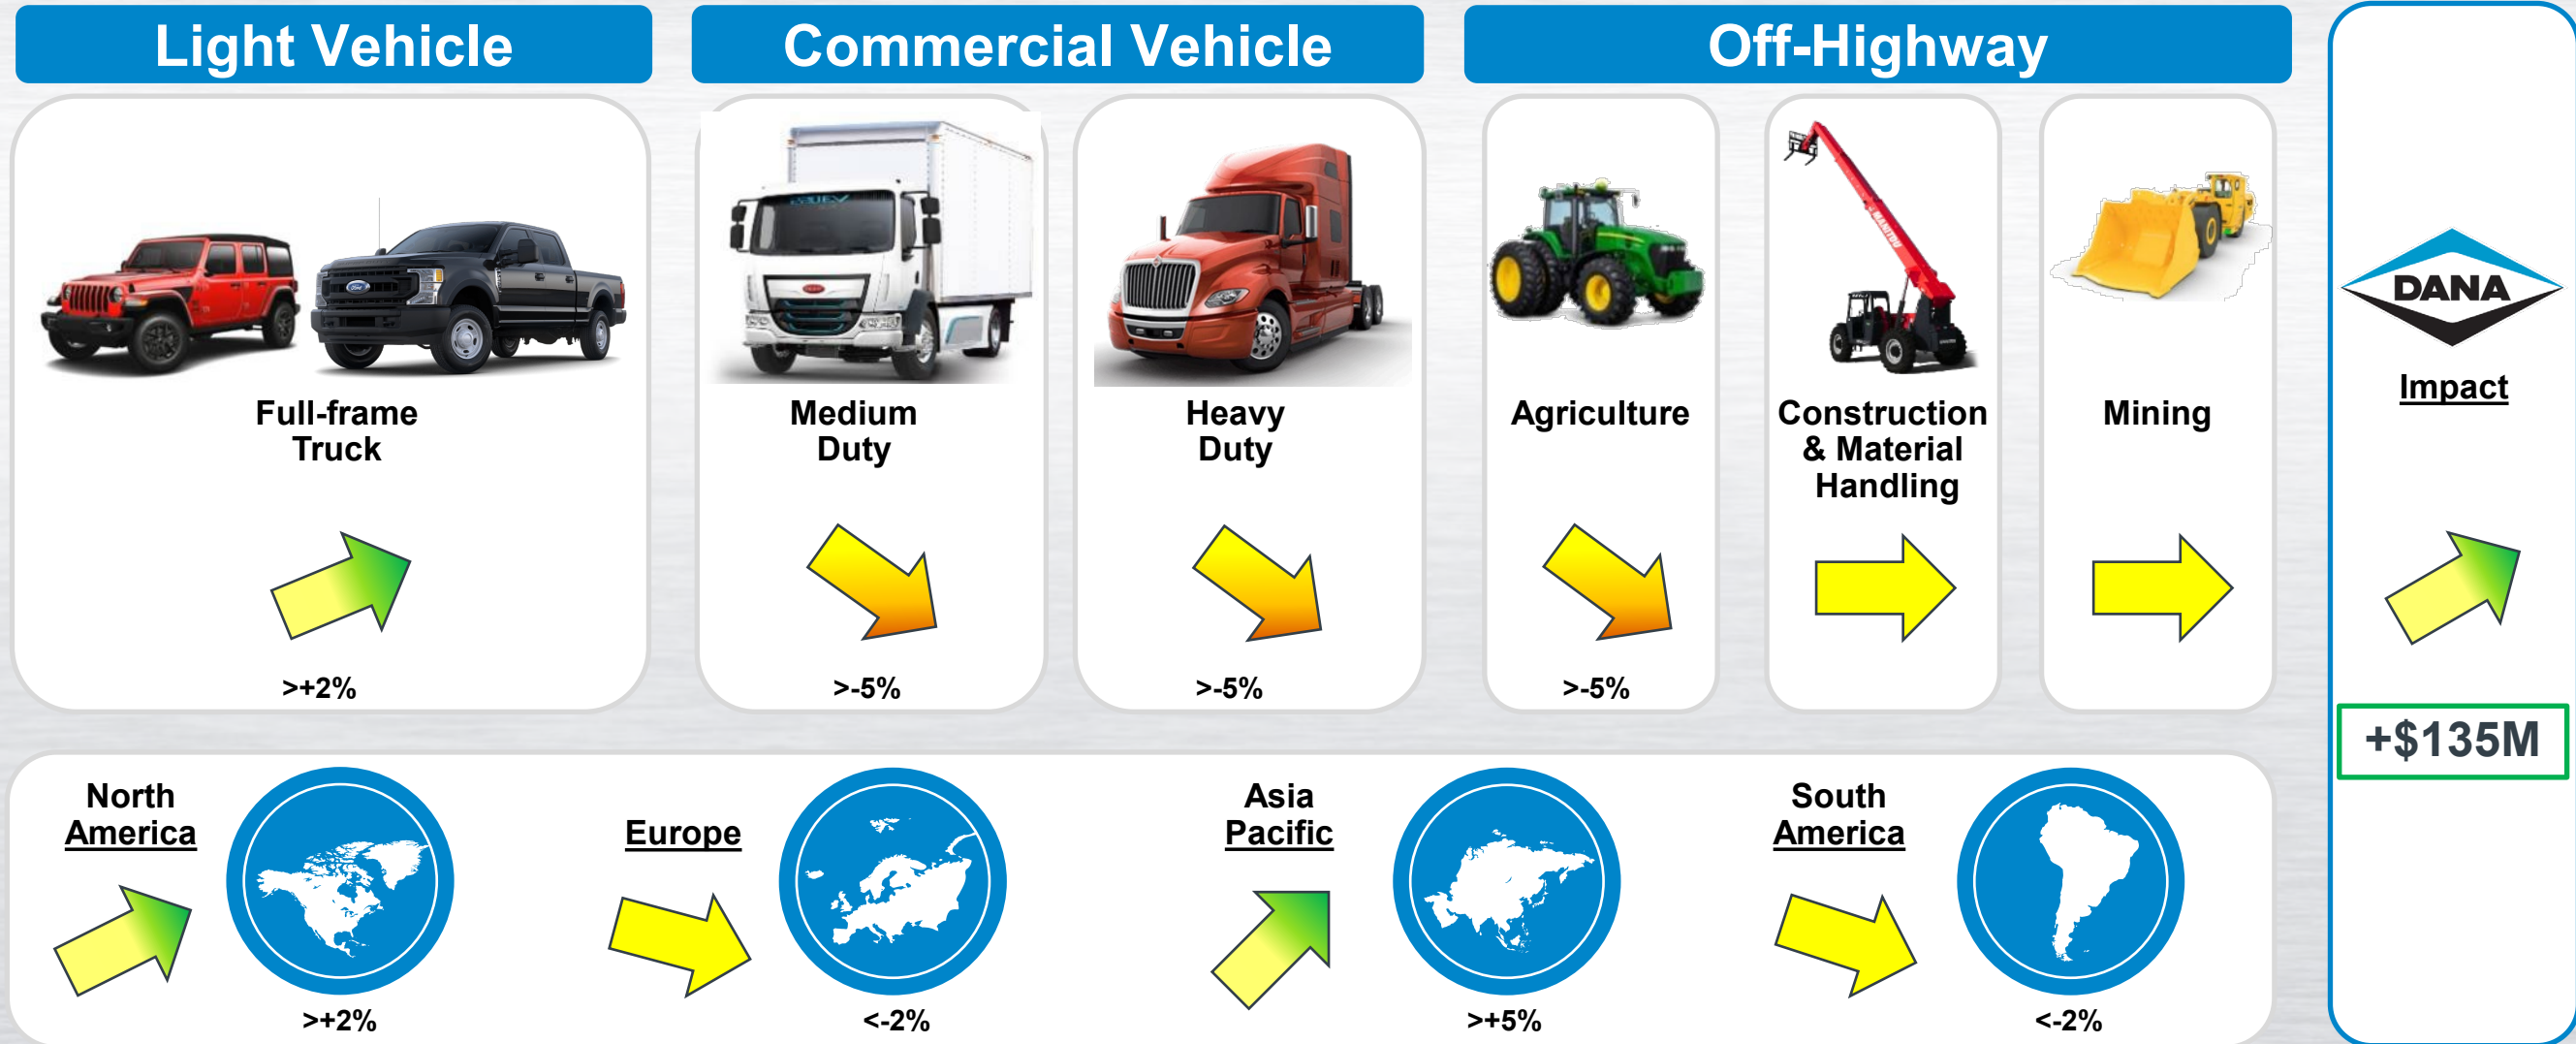 Light Vehicle
Commercial Vehicle
Off-Highway
Full-frame
Truck
>+2%
Medium
Duty
>-5%
Heavy
Duty
>-5%
Agriculture
>-5%
MANITOU
Construction
& Material
Handling
Mining
DANA
Impact
+$135M
North
America
>+2%
Europe
<-2%
Asia
Pacific
>+5%
South
America
<-2%